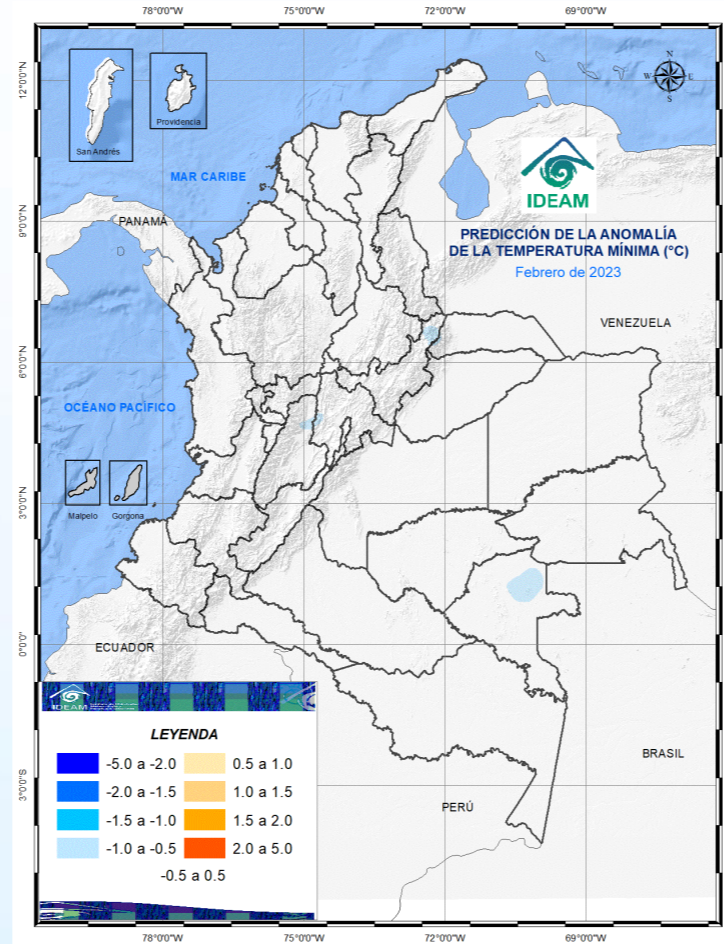 78°0'0"W
75°0'0"W
72°0'0"W
69°0'0"W
12°0'0"N
9°0'0"N
6°0'0"N
3°0'0"N
0°0'0"
3°0'0"S
N
W
E
S
San Andrés
Providencia
MAR CARIBE
IDEAM
PANAMÁ
PREDICCIÓN DE LA ANOMALÍA
DE LA TEMPERATURA MÍNIMA (°C)
Febrero de 2023
VENEZUELA
OCÉANO PACÍFICO
Malpelo
Gorgona
ECUADOR
IDEAM
LEYENDA
-5.0 a -2.0
0.5 a 1.0
-2.0 a -1.5
1.0 a 1.5
-1.5 a -1.0
1.5 a 2.0
-1.0 a -0.5
2.0 a 5.0
-0.5 a 0.5
BRASIL
PERÚ
78°0'0"W
75°0'0"W
72°0'0"W
69°0'0"W